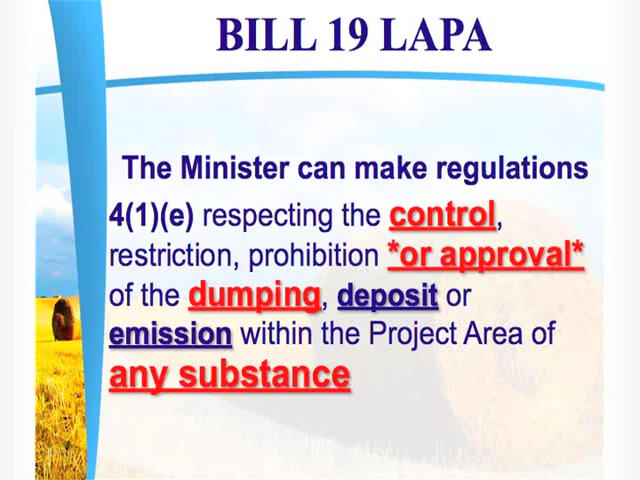 BILL 19 LAPA
The Minister can make regulations
4(1)(e) respecting the control,
restriction, prohibition *or approval*
of the dumping, deposit or
emission within the Project Area of
any substance